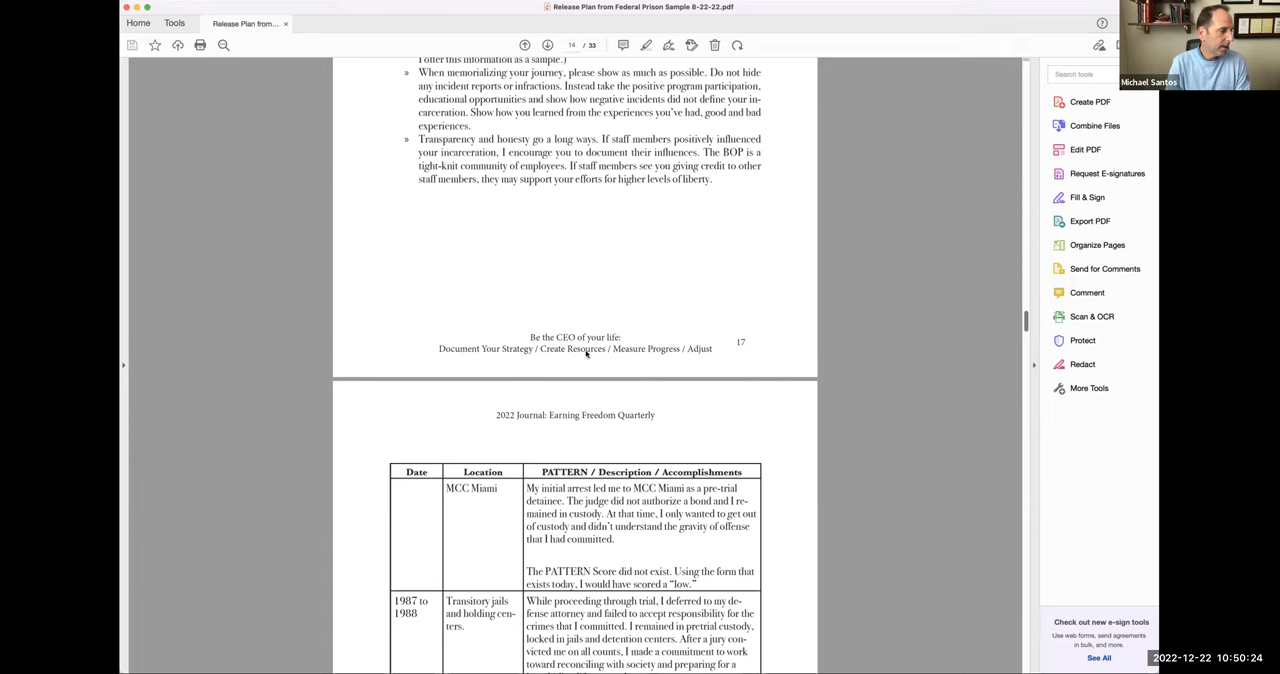 Release Plan from Federal Prison Sample 8-22-22.pdf
Home Tools Release Plan from... ×
14 / 33
Search tools
Michael Santos
I offer this information as a sample.)
» When memorializing your journey, please show as much as possible. Do not hide
any incident reports or infractions. Instead take the positive program participation,
educational opportunities and show how negative incidents did not define your in-
carceration. Show how you learned from the experiences you've had, good and bad
experiences.
» Transparency and honesty go a long ways. If staff members positively influenced
your incarceration, I encourage you to document their influences. The BOP is a
tight-knit community of employees. If staff members see you giving credit to other
staff members, they may support your efforts for higher levels of liberty.
Be the CEO of your life:
Document Your Strategy / Create Resources / Measure Progress / Adjust
17
2022 Journal: Earning Freedom Quarterly
Date Location PATTERN / Description / Accomplishments
MCC Miami
My initial arrest led me to MCC Miami as a pre-trial
detainee. The judge did not authorize a bond and I re-
mained in custody. At that time, I only wanted to get out
of custody and didn't understand the gravity of offense
that I had committed.
The PATTERN Score did not exist. Using the form that
exists today, I would have scored a "low."
1987 to
1988
Transitory jails
and holding cen-
ters.
While proceeding through trial, I deferred to my de-
fense attorney and failed to accept responsibility for the
crimes that I committed. I remained in pretrial custody,
locked in jails and detention centers. After a jury con-
victed me on all counts, I made a commitment to work
toward reconciling with society and preparing for a
Create PDF
Combine Files
Edit PDF
Request E-signatures
Fill & Sign
Export PDF
Organize Pages
Send for Comments
Comment
Scan & OCR
Protect
Redact
More Tools
Check out new e-sign tools
Use web forms, send agreements
in bulk, and more.
See All
2022-12-22 10:50:24